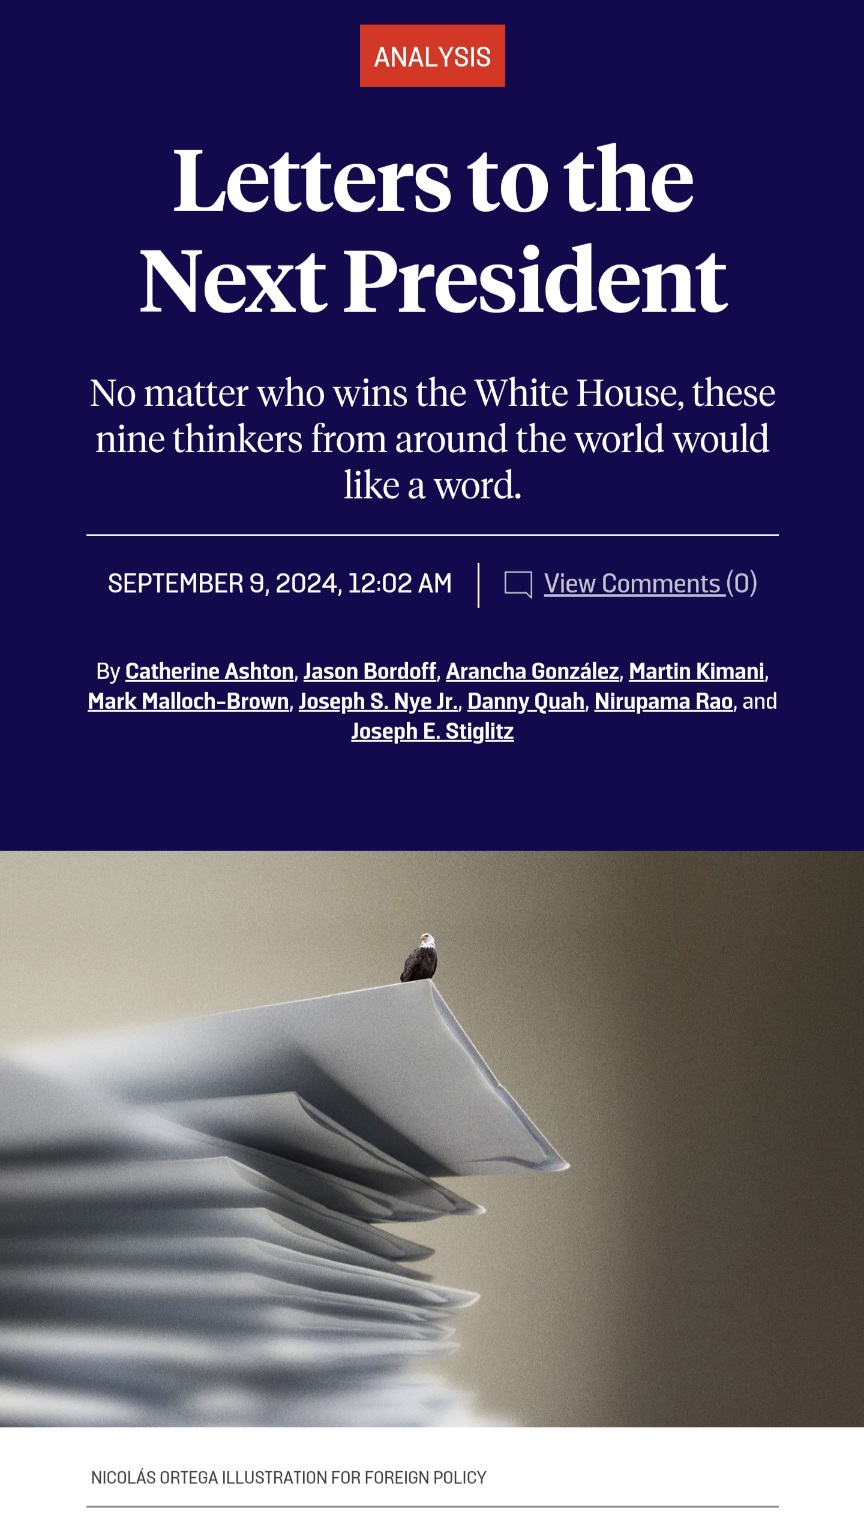 ANALYSIS
Letters to the
Next President
No matter who wins the White House, these
nine thinkers from around the world would
like a word.
SEPTEMBER 9, 2024, 12:02 AM
View Comments (0)
By Catherine Ashton, Jason Bordoff, Arancha González, Martin Kimani,
Mark Malloch-Brown, Joseph S. Nye Jr., Danny Quah, Nirupama Rao, and
Joseph E. Stiglitz
NICOLÁS ORTEGA ILLUSTRATION FOR FOREIGN POLICY